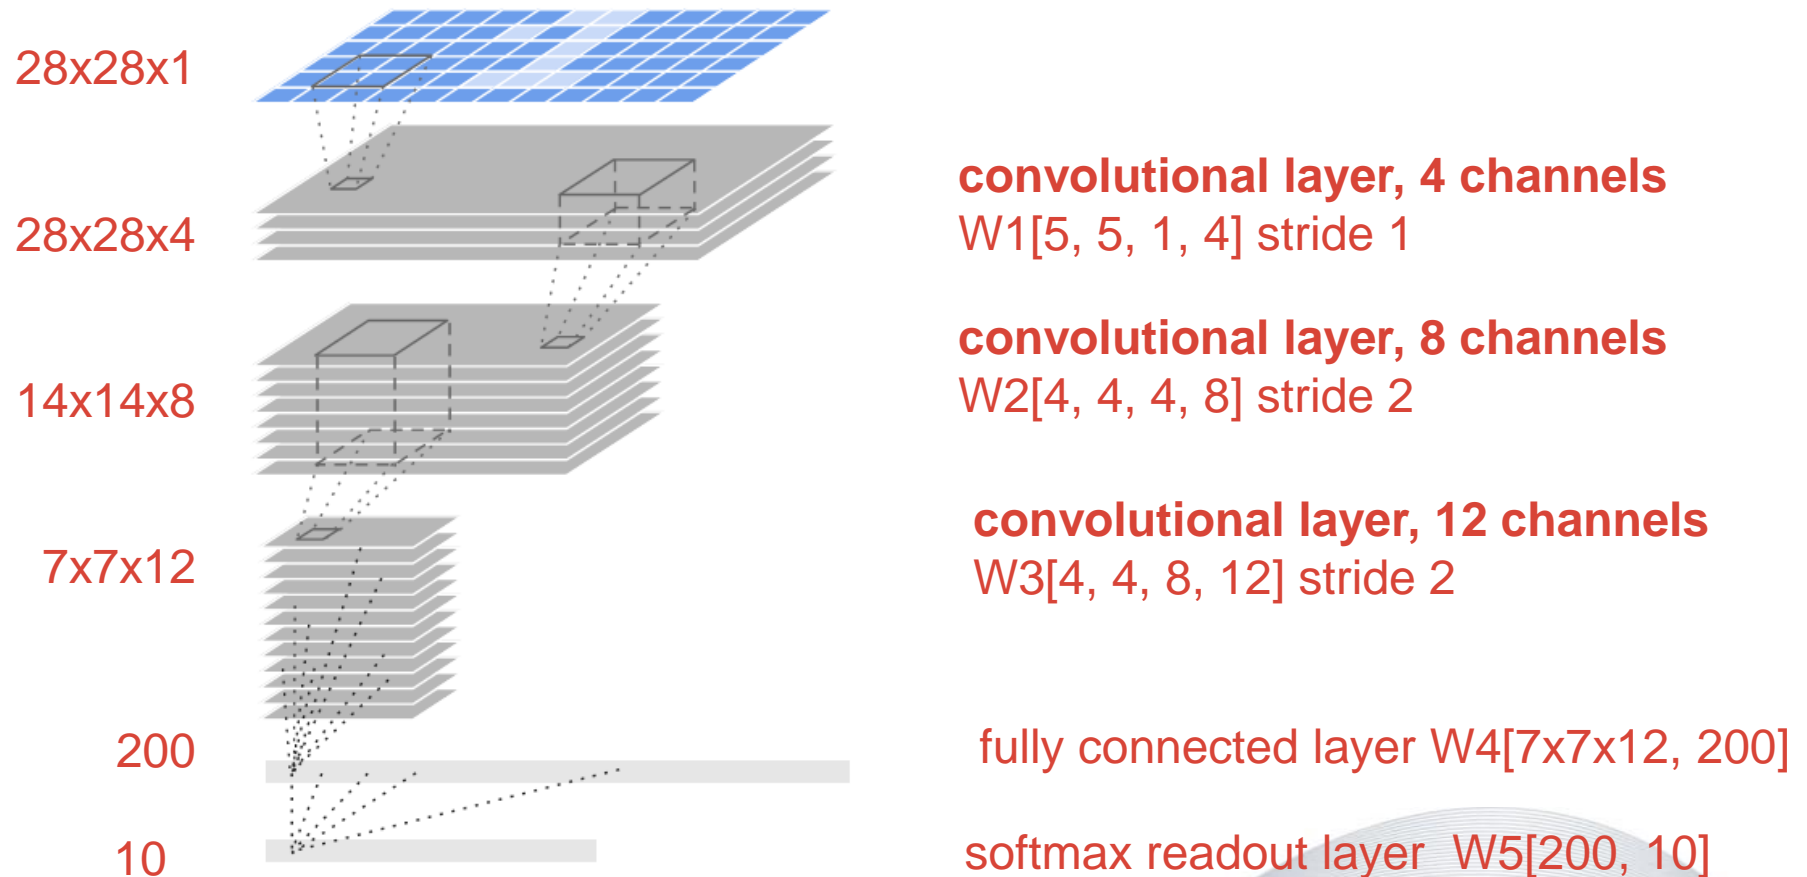 28x28x1
28x28x4
convolutional layer, 4 channels
W1[5, 5, 1, 4] stride 1
14x14x8
convolutional layer, 8 channels
W2[4, 4, 4, 8] stride 2
7x7x12
convolutional layer, 12 channels
W3[4, 4, 8, 12] stride 2
200
fully connected layer W4[7x7x12, 200]
10
softmax readout layer W5[200, 10]